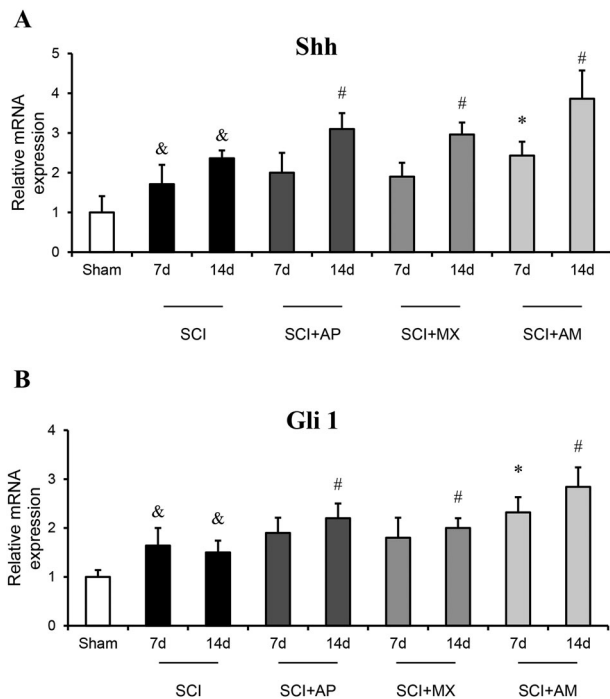 A
Shh
Relative mRNA
expression
5
4
3
2
1
0
& & # # * #
Sham 7d 14d 7d 14d 7d 14d 7d 14d
SCI SCI+AP SCI+MX SCI+AM
B
Gli 1
Relative mRNA
expression
4
3
2
1
0
& & # # * #
Sham 7d 14d 7d 14d 7d 14d 7d 14d
SCI SCI+AP SCI+MX SCI+AM